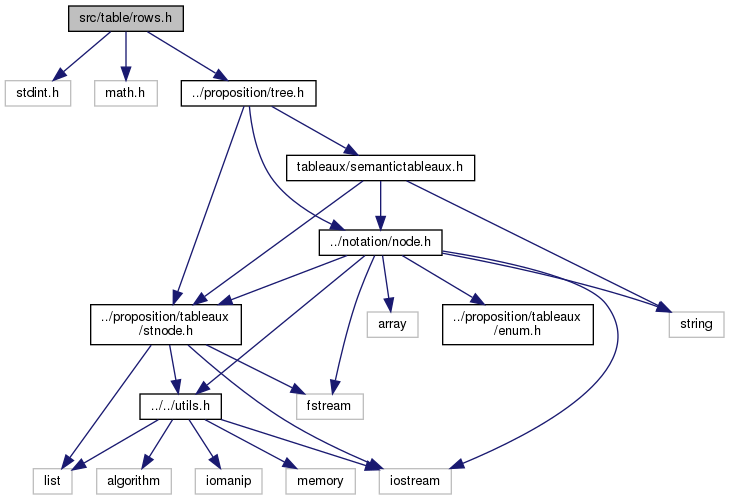 src/table/rows.h
stdint.h
math.h
../proposition/tree.h
tableaux/semantictableaux.h
../notation/node.h
../proposition/tableaux
/stnode.h
array
../proposition/tableaux
/enum.h
string
../../utils.h
fstream
list
algorithm
iomanip
memory
iostream